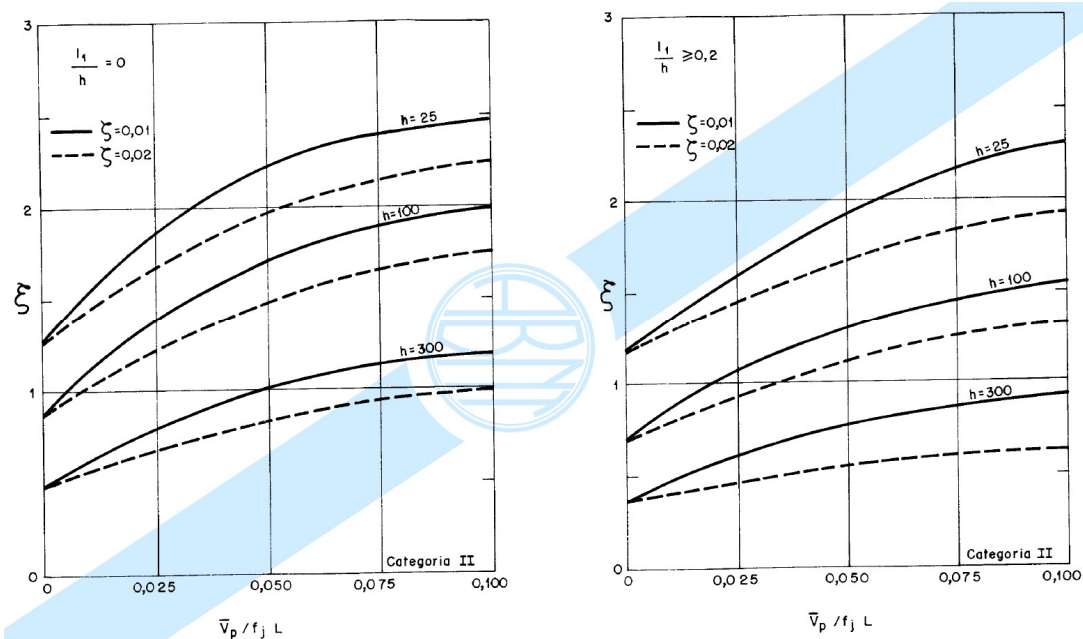 3
l₁/h = 0
ζ=0,01
ζ=0,02
h=25
2
h=100
ξ
h=300
1
Categoria II
0
0 0,025 0,050 0,075 0,100
V̅p / fj L
3
l₁/h ≥0,2
ζ=0,01
ζ=0,02
h=25
2
h=100
ξ
1
h=300
Categoria II
0
0 0,025 0,050 0,075 0,100
V̅p / fj L
ABNT